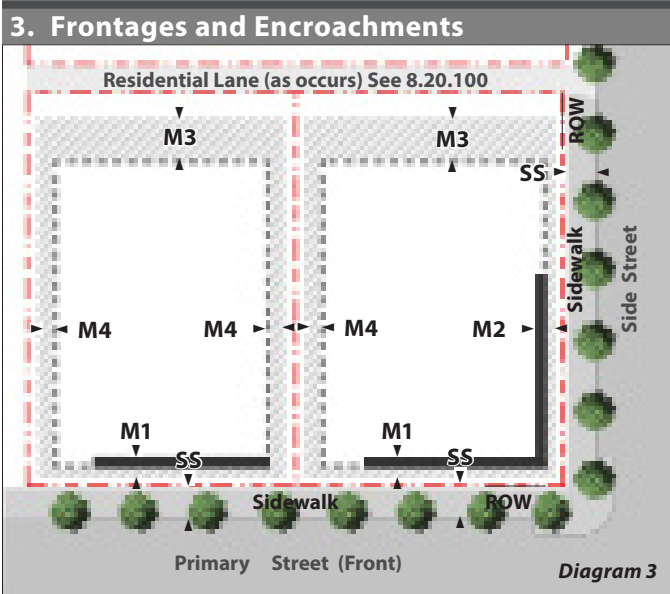 3. Frontages and Encroachments
Residential Lane (as occurs) See 8.20.100
ROW
M3
M3
SS
Sidewalk
Side Street
M4
M4
M4
M2
M1
M1
SS
SS
Sidewalk
ROW
Primary Street (Front)
Diagram 3